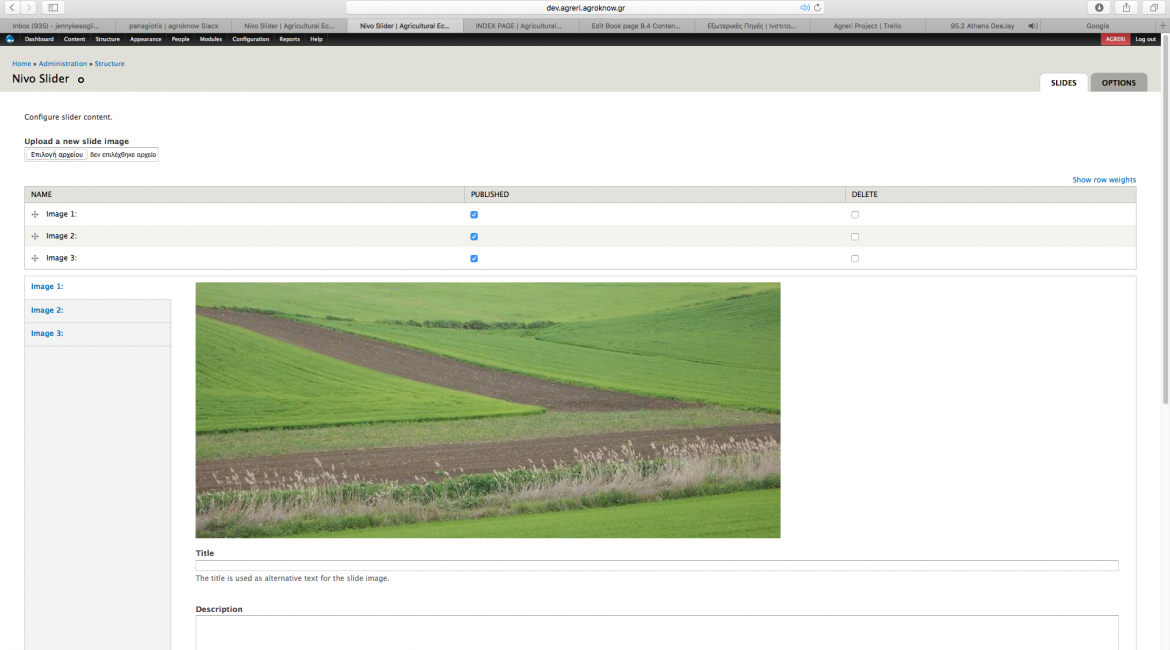 dev.agreri.agroknow.gr
Inbox (935) - jennykesogli...
panagiotis | agroknow Slack
Nivo Slider | Agricultural Ec...
Nivo Slider | Agricultural Ec...
INDEX PAGE | Agricultural...
Edit Book page 8.4 Conten...
Εξωτερικές Πηγές | Ινστιτο...
Agreri Project | Trello
95.2 Athens DeeJay
Google
Dashboard Content Structure Appearance People Modules Configuration Reports Help
AGRERI Log out
Home » Administration » Structure
Nivo Slider
SLIDES OPTIONS
Configure slider content.
Upload a new slide image
Επιλογή αρχείου δεν επιλέχθηκε αρχείο
Show row weights
NAME PUBLISHED DELETE
Image 1:
Image 2:
Image 3:
Image 1:
Image 2:
Image 3:
Title
The title is used as alternative text for the slide image.
Description